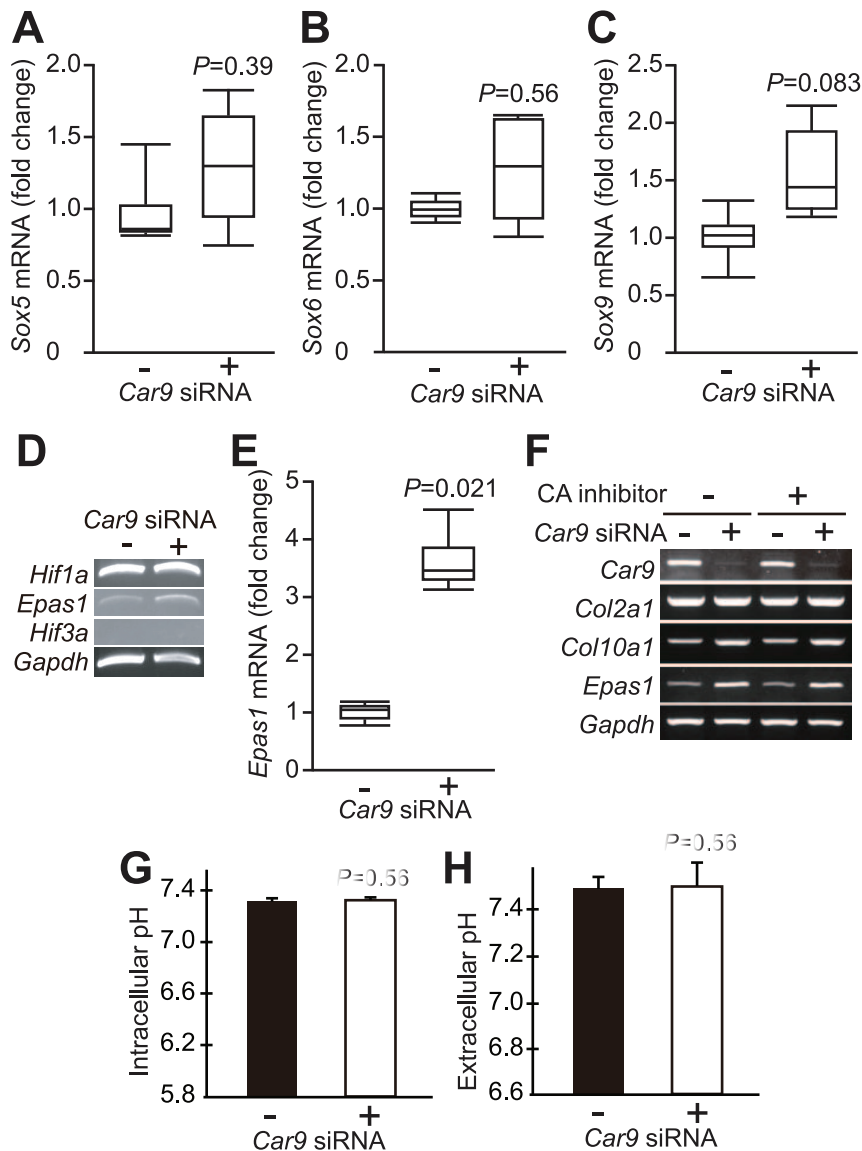 A
B
C
Sox5 mRNA (fold change)
2.0
1.5
1.0
0.5
0
P=0.39
- +
Car9 siRNA
Sox6 mRNA (fold change)
2.0
1.5
1.0
0.5
0
P=0.56
- +
Car9 siRNA
Sox9 mRNA (fold change)
2.5
2.0
1.5
1.0
0.5
0
P=0.083
- +
Car9 siRNA
D
Car9 siRNA
- +
Hif1a
Epas1
Hif3a
Gapdh
E
Epas1 mRNA (fold change)
5
4
3
2
1
0
P=0.021
- +
Car9 siRNA
F
CA inhibitor - +
Car9 siRNA - + - +
Car9
Col2a1
Col10a1
Epas1
Gapdh
G
Intracellular pH
7.4
7.0
6.6
6.2
5.8
P=0.56
- +
Car9 siRNA
H
Extracellular pH
7.4
7.2
7.0
6.8
6.6
P=0.56
- +
Car9 siRNA